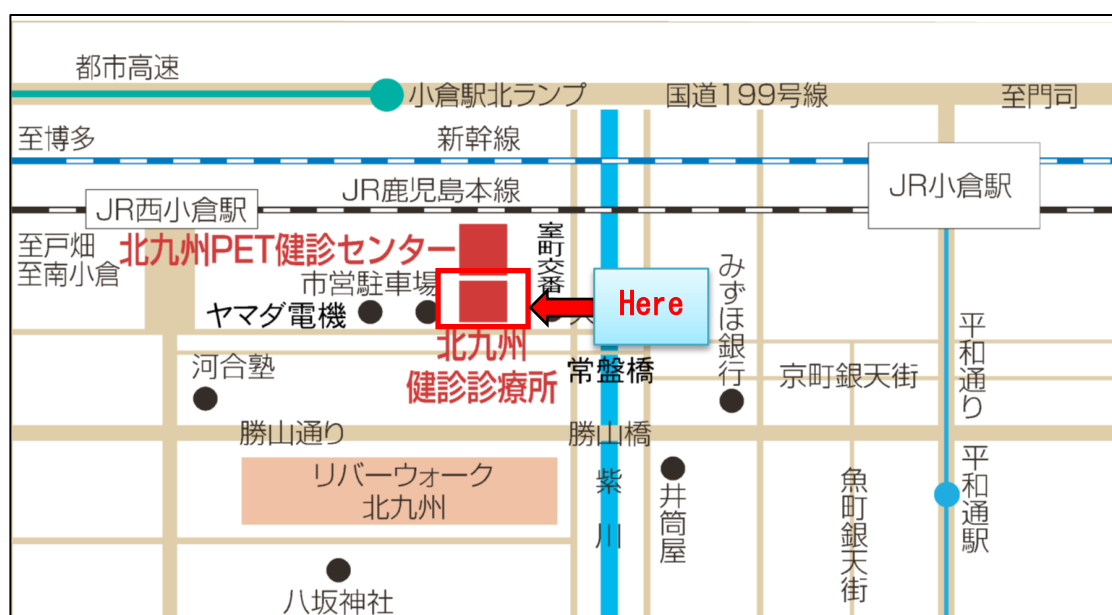 都市高速
小倉駅北ランプ
国道199号線
至門司
至博多
新幹線
JR鹿児島本線
JR小倉駅
JR西小倉駅
至戸畑
至南小倉
北九州PET健診センター
室町交番
市営駐車場
Here
みずほ銀行
ヤマダ電機
北九州
健診診療所
常盤橋
平和通り
河合塾
京町銀天街
勝山通り
勝山橋
リバーウォーク
北九州
紫川
井筒屋
魚町銀天街
平和通駅
八坂神社